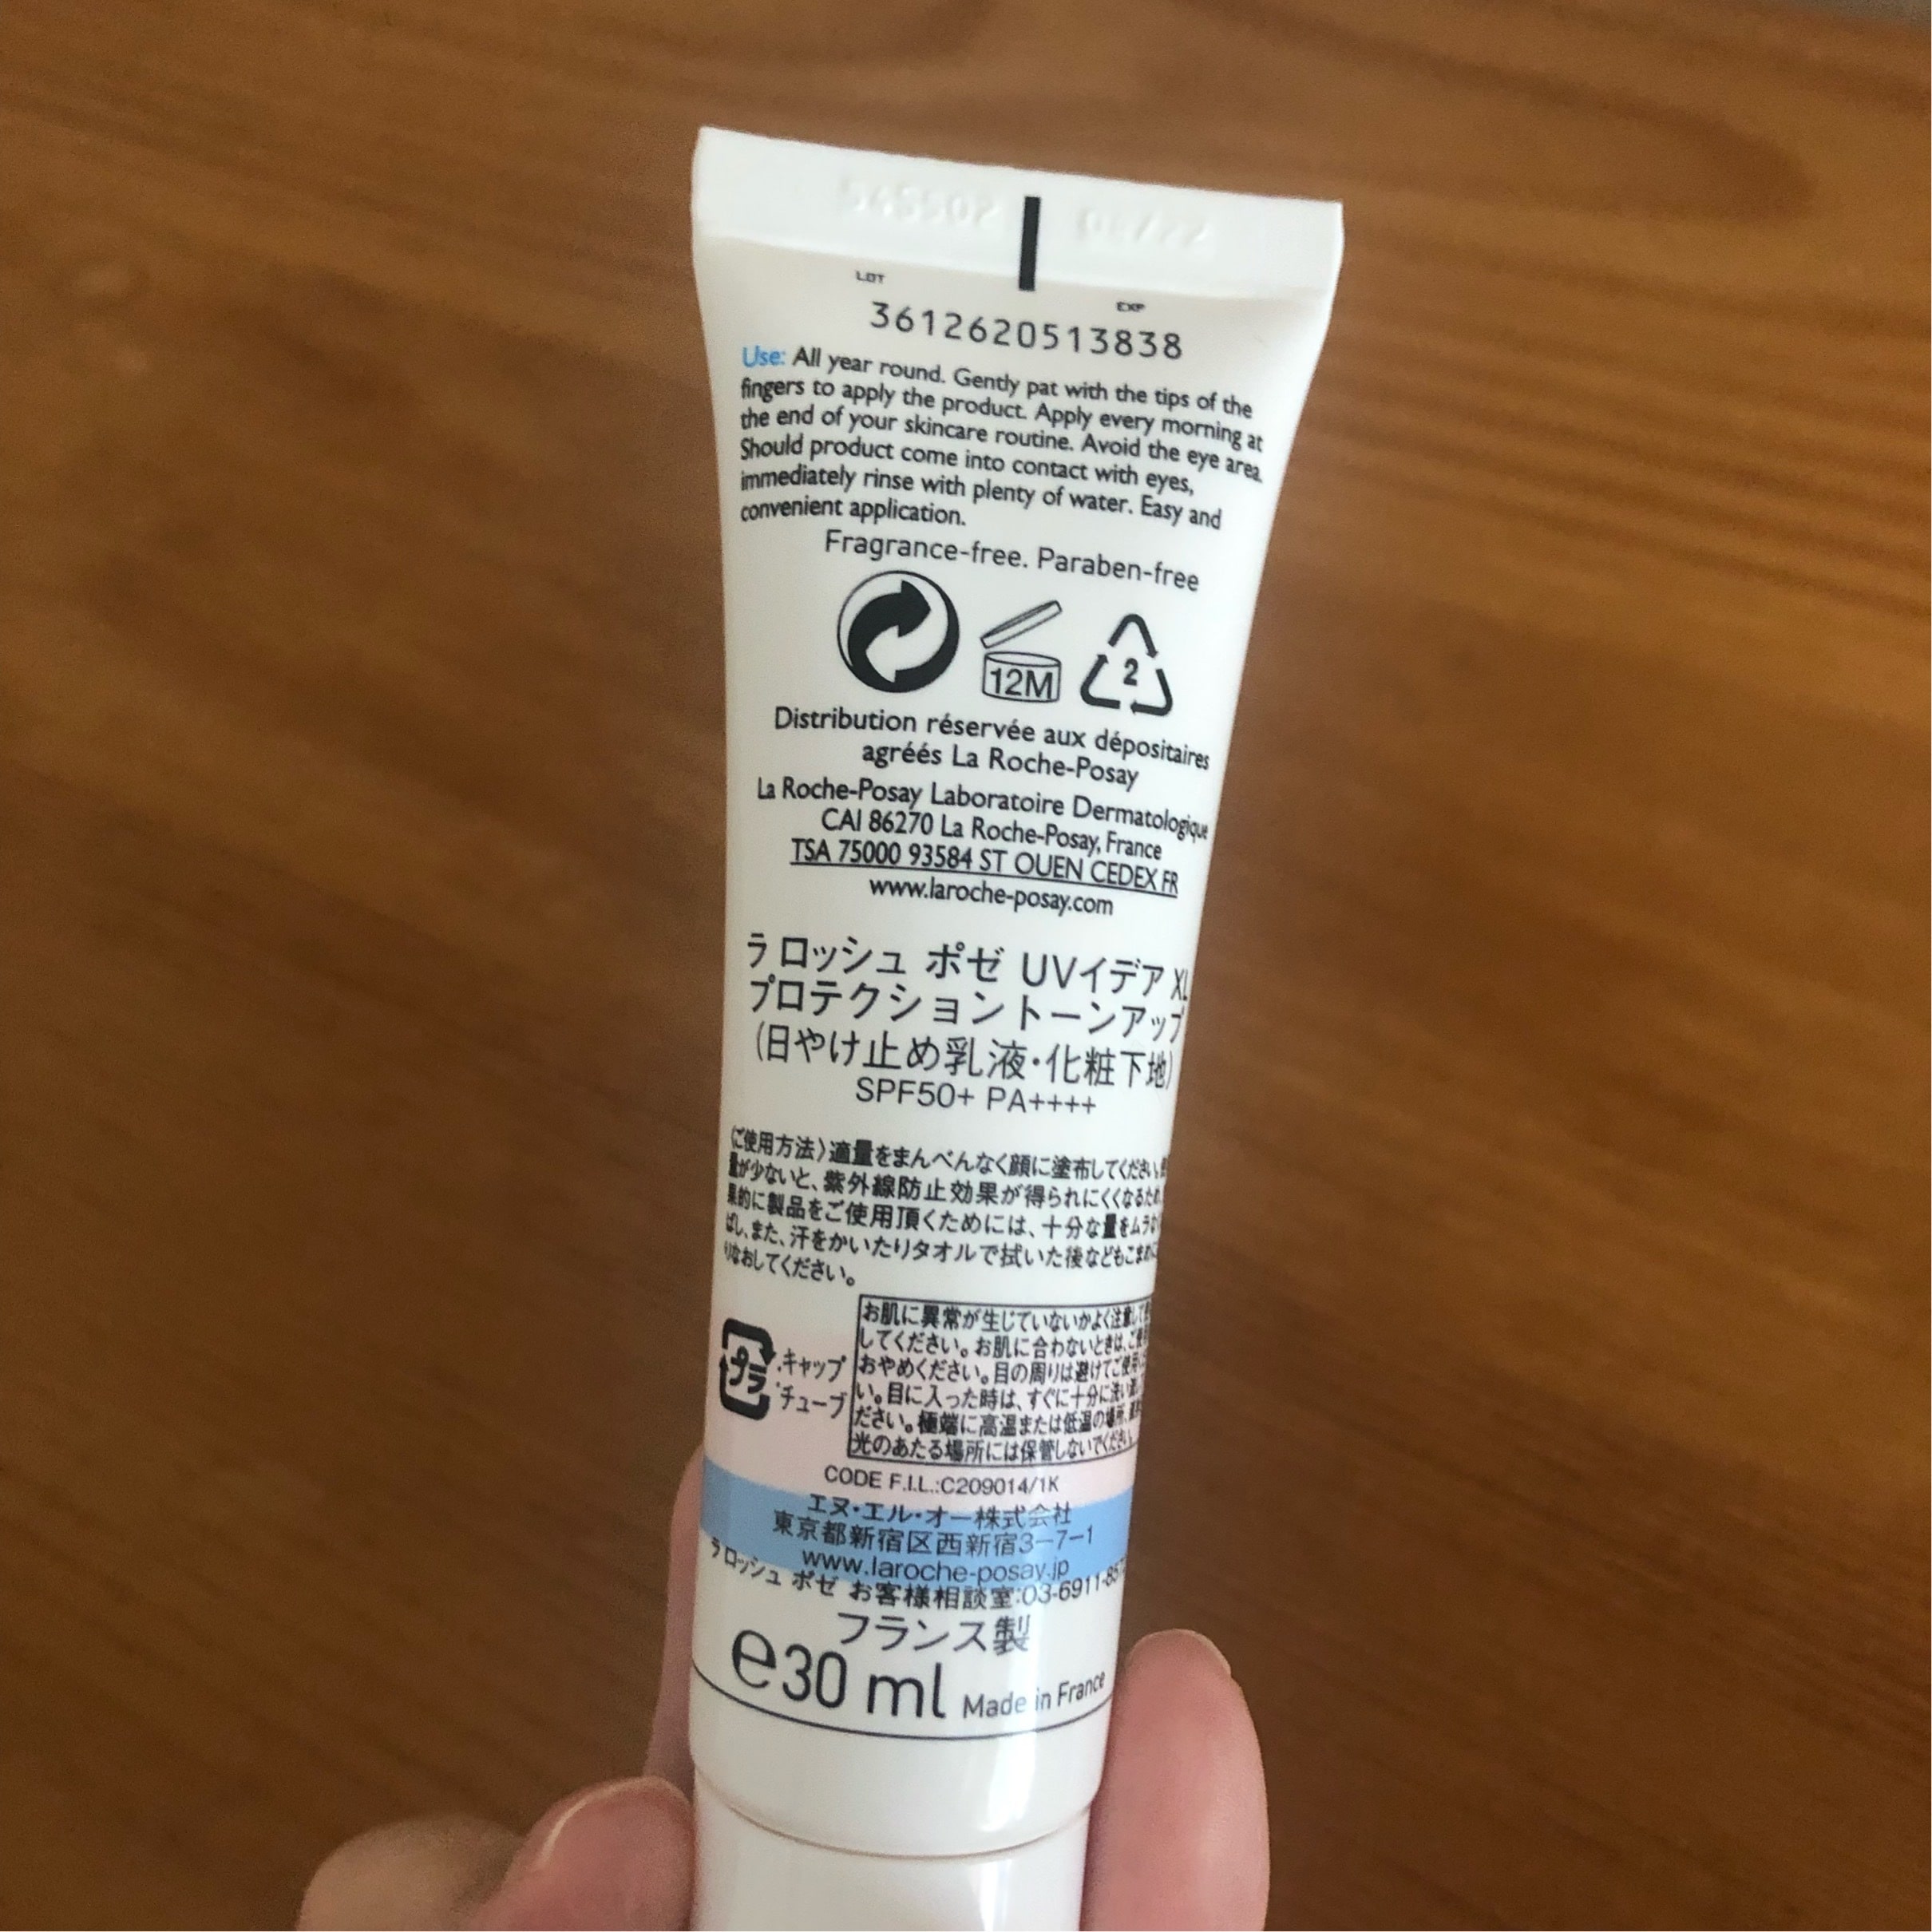 LOT
EXP
3612620513838
Use: All year round. Gently pat with the tips of the
fingers to apply the product. Apply every morning at
the end of your skincare routine. Avoid the eye area.
Should product come into contact with eyes,
immediately rinse with plenty of water. Easy and
convenient application.
Fragrance-free. Paraben-free
12M
2
Distribution réservée aux dépositaires
agréés La Roche-Posay
La Roche-Posay Laboratoire Dermatologique
CAI 86270 La Roche-Posay, France
TSA 75000 93584 ST OUEN CEDEX FR
www.laroche-posay.com
ラ ロッシュ ポゼ UVイデア XL
プロテクショントーンアップ
(日やけ止め乳液・化粧下地)
SPF50+ PA++++
〈ご使用方法〉適量をまんべんなく顔に塗布してください。
量が少ないと、紫外線防止効果が得られにくくなるため、
果的に製品をご使用頂くためには、十分な量をムラなく
ばし、また、汗をかいたりタオルで拭いた後などもこまめに
りなおしてください。
お肌に異常が生じていないかよく注意して
してください。お肌に合わないときは、ご使用
おやめください。目の周りは避けてご使用
い。目に入った時は、すぐに十分に洗い
ださい。極端に高温または低温の場所、
光のあたる場所には保管しないでください。
プラ
キャップ
チューブ
CODE F.I.L.:C209014/1K
エヌ・エル・オー株式会社
東京都新宿区西新宿3-7-1
www.laroche-posay.jp
ラ ロッシュ ポゼ お客様相談室:03-6911-857
フランス製
℮30 ml Made in France